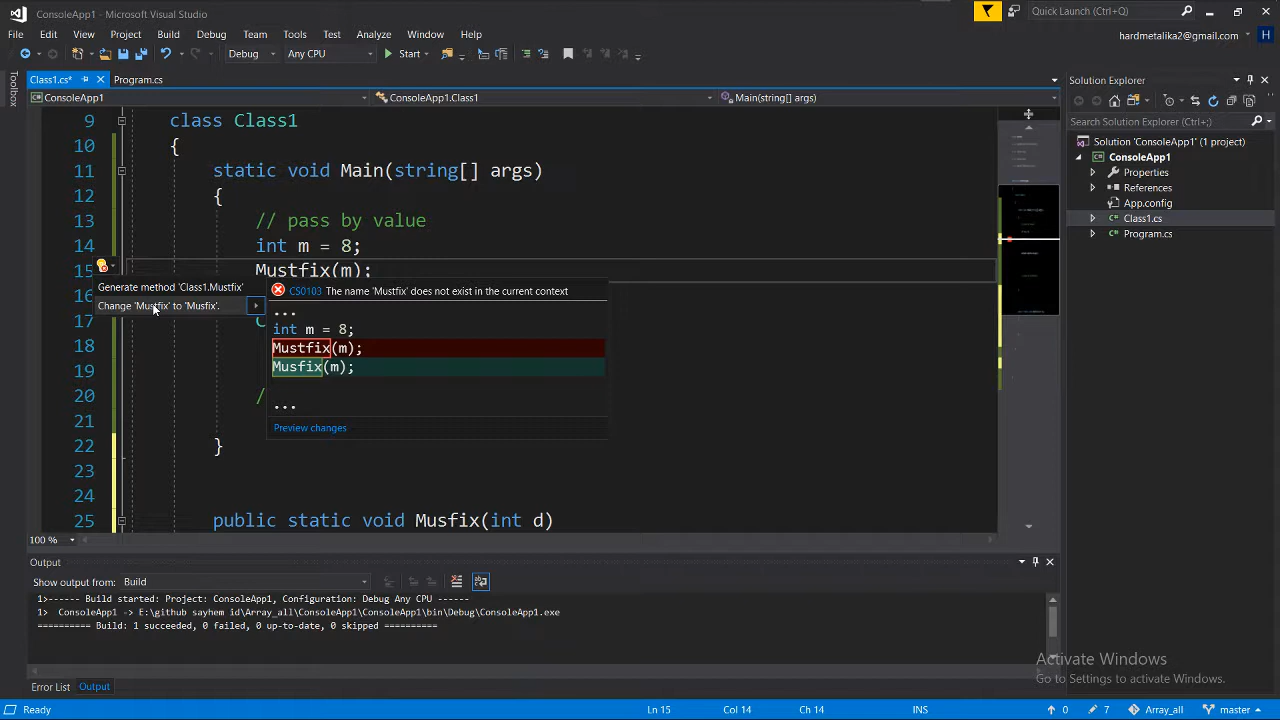 ConsoleApp1 - Microsoft Visual Studio
Quick Launch (Ctrl+Q)
File Edit View Project Build Debug Team Tools Test Analyze Window Help
hardmetalika2@gmail.com H
Debug Any CPU Start
Toolbox
Class1.cs* Program.cs
ConsoleApp1 ConsoleApp1.Class1 Main(string[] args)
9 class Class1
10 {
11 static void Main(string[] args)
12 {
13 // pass by value
14 int m = 8;
15 Mustfix(m);
Generate method 'Class1.Mustfix'
Change 'Mustfix' to 'Musfix'.
CS0103 The name 'Mustfix' does not exist in the current context
...
int m = 8;
Mustfix(m);
Musfix(m);
...
Preview changes
16
17 C
18
19
20 /
21
22 }
23
24
25 public static void Musfix(int d)
100 %
Solution Explorer
Search Solution Explorer (Ctrl+;)
Solution 'ConsoleApp1' (1 project)
ConsoleApp1
Properties
References
App.config
Class1.cs
Program.cs
Output
Show output from: Build
1>------ Build started: Project: ConsoleApp1, Configuration: Debug Any CPU ------
1> ConsoleApp1 -> E:\github sayhem id\Array_all\ConsoleApp1\ConsoleApp1\bin\Debug\ConsoleApp1.exe
========== Build: 1 succeeded, 0 failed, 0 up-to-date, 0 skipped ==========
Activate Windows
Go to Settings to activate Windows.
Error List Output
Ready Ln 15 Col 14 Ch 14 INS 0 7 Array_all master